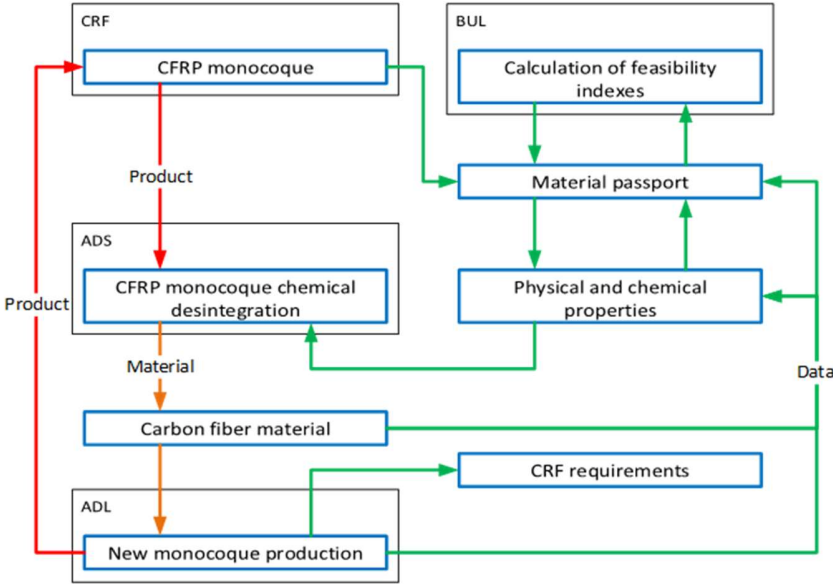 CRF
CFRP monocoque
BUL
Calculation of feasibility
indexes
Product
Material passport
ADS
CFRP monocoque chemical
desintegration
Physical and chemical
properties
Product
Material
Data
Carbon fiber material
CRF requirements
ADL
New monocoque production